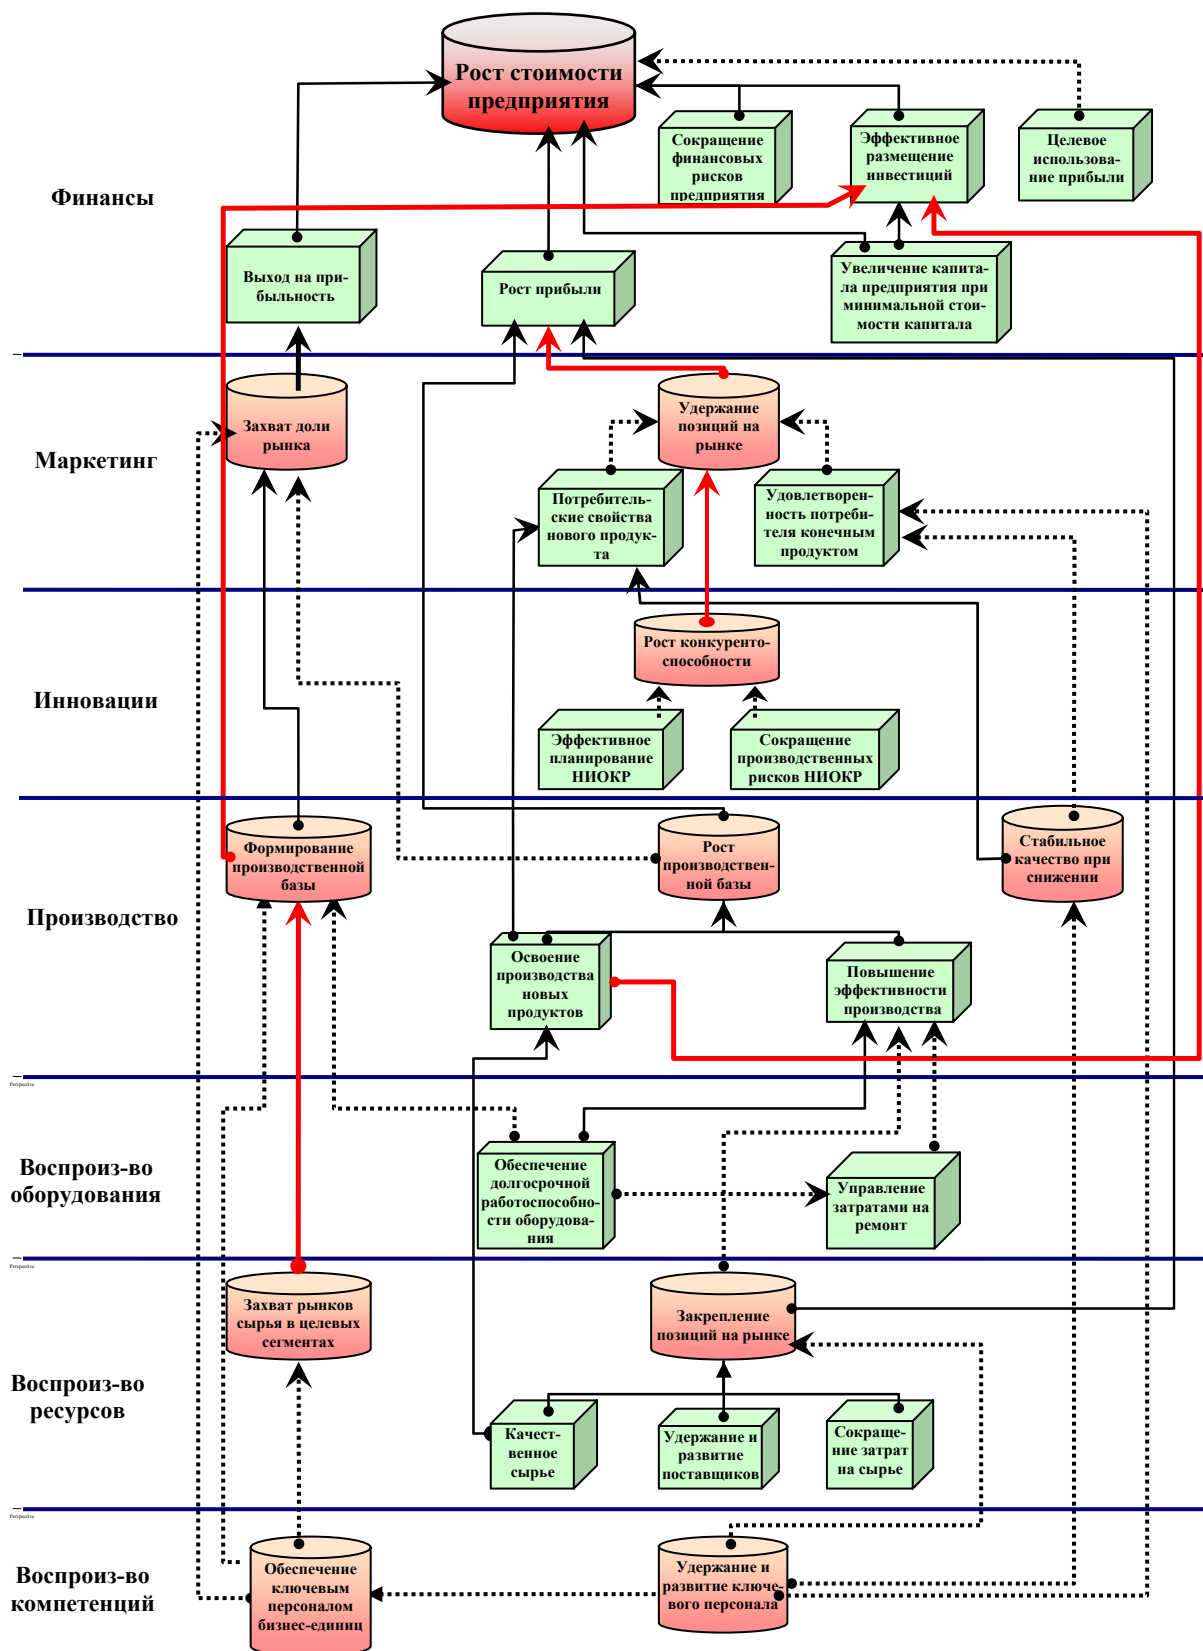 Рост стоимости
предприятия
Сокращение
финансовых
рисков
предприятия
Эффективное
размещение
инвестиций
Целевое
использова-
ние прибыли
Финансы
Выход на при-
быльность
Рост прибыли
Увеличение капита-
ла предприятия при
минимальной стои-
мости капитала
Захват доли
рынка
Удержание
позиций на
рынке
Маркетинг
Потребитель-
ские свойства
нового продук-
та
Удовлетворен-
ность потреби-
теля конечным
продуктом
Рост конкуренто-
способности
Инновации
Эффективное
планирование
НИОКР
Сокращение
производственных
рисков НИОКР
Формирование
производственной
базы
Рост
производствен-
ной базы
Стабильное
качество при
снижении
Производство
Освоение
производства
новых
продуктов
Повышение
эффективности
производства
Perspective
Воспроиз-во
оборудования
Обеспечение
долгосрочной
работоспособно-
сти оборудова-
ния
Управление
затратами на
ремонт
Perspective
Захват рынков
сырья в целевых
сегментах
Закрепление
позиций на рынке
Воспроиз-во
ресурсов
Качест-
венное
сырье
Удержание и
развитие
поставщиков
Сокраще-
ние затрат
на сырье
Perspective
Воспроиз-во
компетенций
Обеспечение
ключевым
персоналом
бизнес-единиц
Удержание и
развитие ключе-
вого персонала